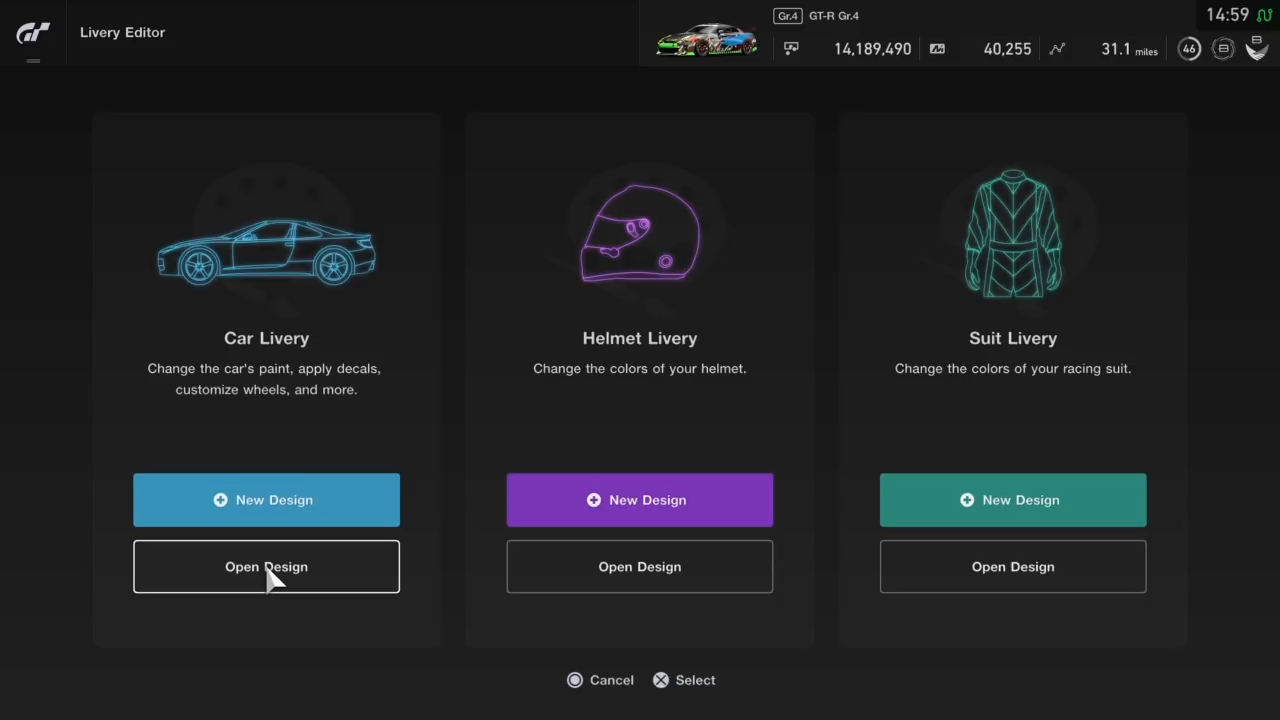 Livery Editor
Gr.4 GT-R Gr.4
14,189,490 40,255 31.1 miles 46 B B
14:59
Car Livery
Change the car's paint, apply decals,
customize wheels, and more.
New Design
Open Design
Helmet Livery
Change the colors of your helmet.
New Design
Open Design
Suit Livery
Change the colors of your racing suit.
New Design
Open Design
Cancel Select